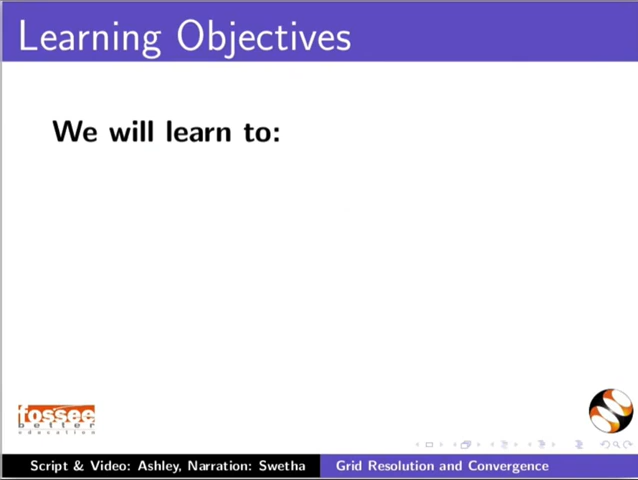 Learning Objectives
We will learn to:
fossee
better
education
Script & Video: Ashley, Narration: Swetha
Grid Resolution and Convergence